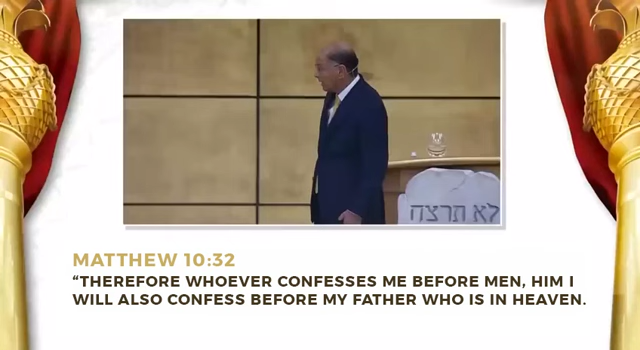 לא תרצה
MATTHEW 10:32
“THEREFORE WHOEVER CONFESSES ME BEFORE MEN, HIM I
WILL ALSO CONFESS BEFORE MY FATHER WHO IS IN HEAVEN.